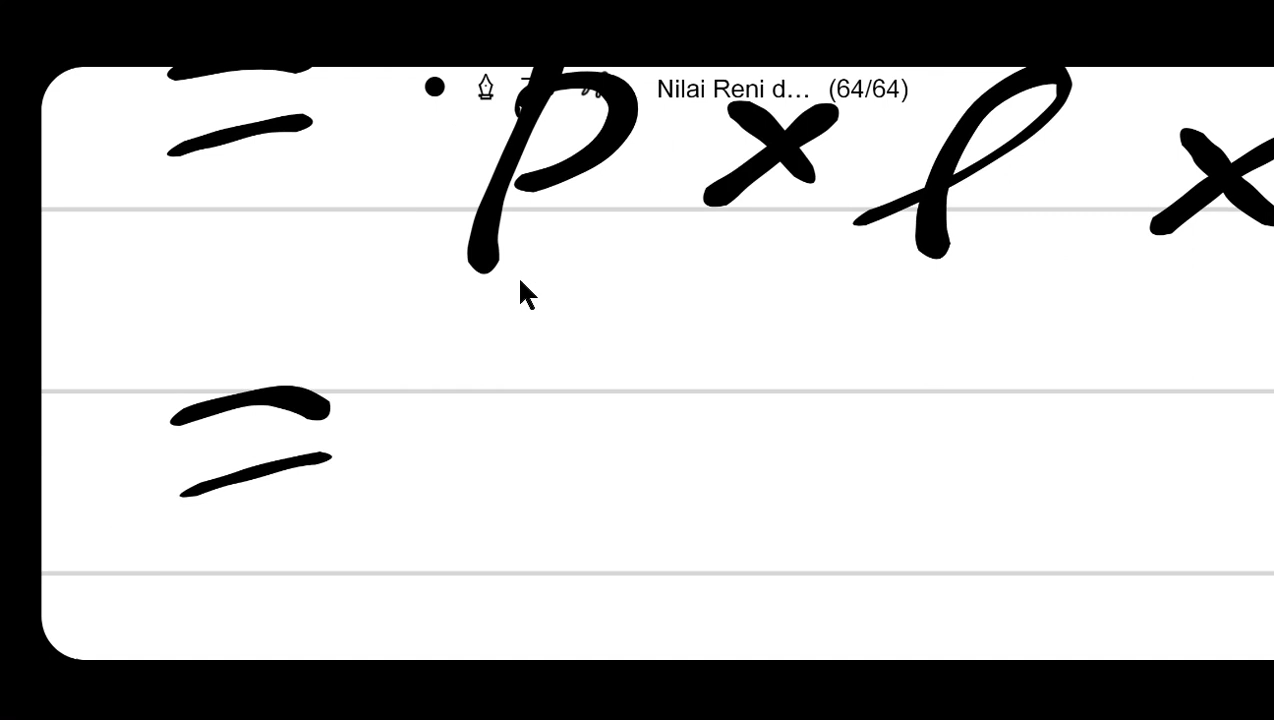 Nilai Reni d... (64/64)
= p × l ×
=